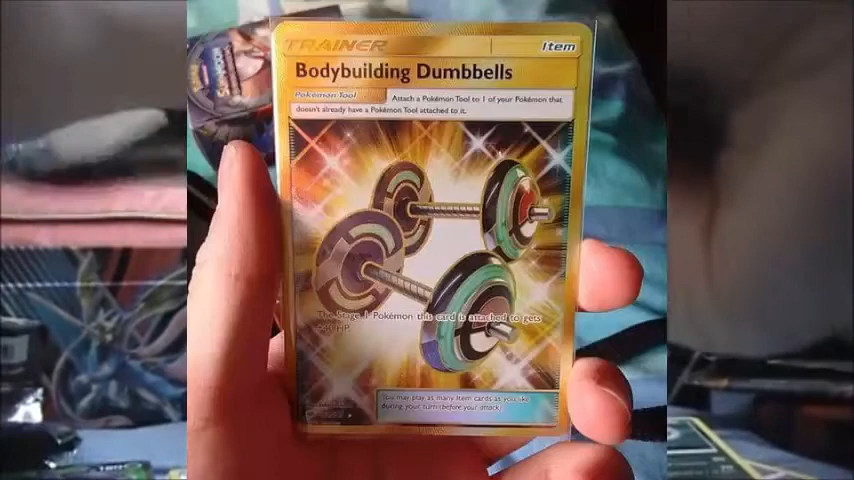 TRAINER Item
Bodybuilding Dumbbells
Pokémon Tool Attach a Pokémon Tool to 1 of your Pokémon that
doesn't already have a Pokémon Tool attached to it.
The Stage 1 Pokémon this card is attached to gets
HP.
You may play as many Item cards as you like
during your turn (before your attack).